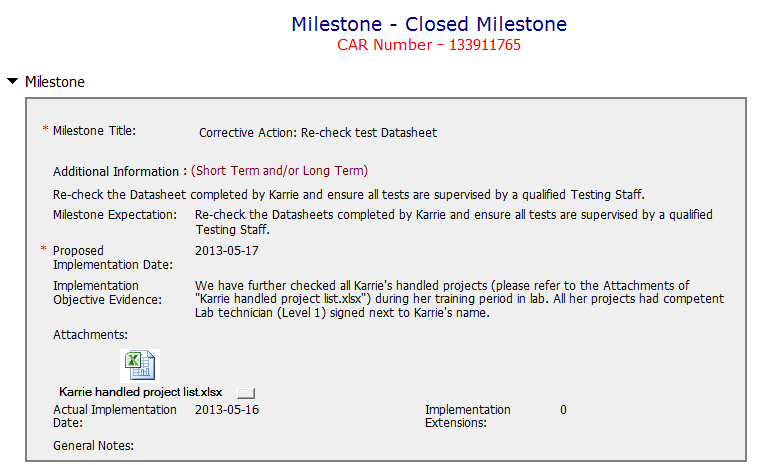 Milestone - Closed Milestone
CAR Number - 133911765
Milestone
* Milestone Title: Corrective Action: Re-check test Datasheet
Additional Information : (Short Term and/or Long Term)
Re-check the Datasheet completed by Karrie and ensure all tests are supervised by a qualified Testing Staff.
Milestone Expectation: Re-check the Datasheets completed by Karrie and ensure all tests are supervised by a qualified
Testing Staff.
* Proposed 2013-05-17
Implementation Date:
Implementation We have further checked all Karrie's handled projects (please refer to the Attachments of
Objective Evidence: "Karrie handled project list.xlsx") during her training period in lab. All her projects had competent
Lab technician (Level 1) signed next to Karrie's name.
Attachments:
Karrie handled project list.xlsx
Actual Implementation 2013-05-16 Implementation 0
Date: Extensions:
General Notes: